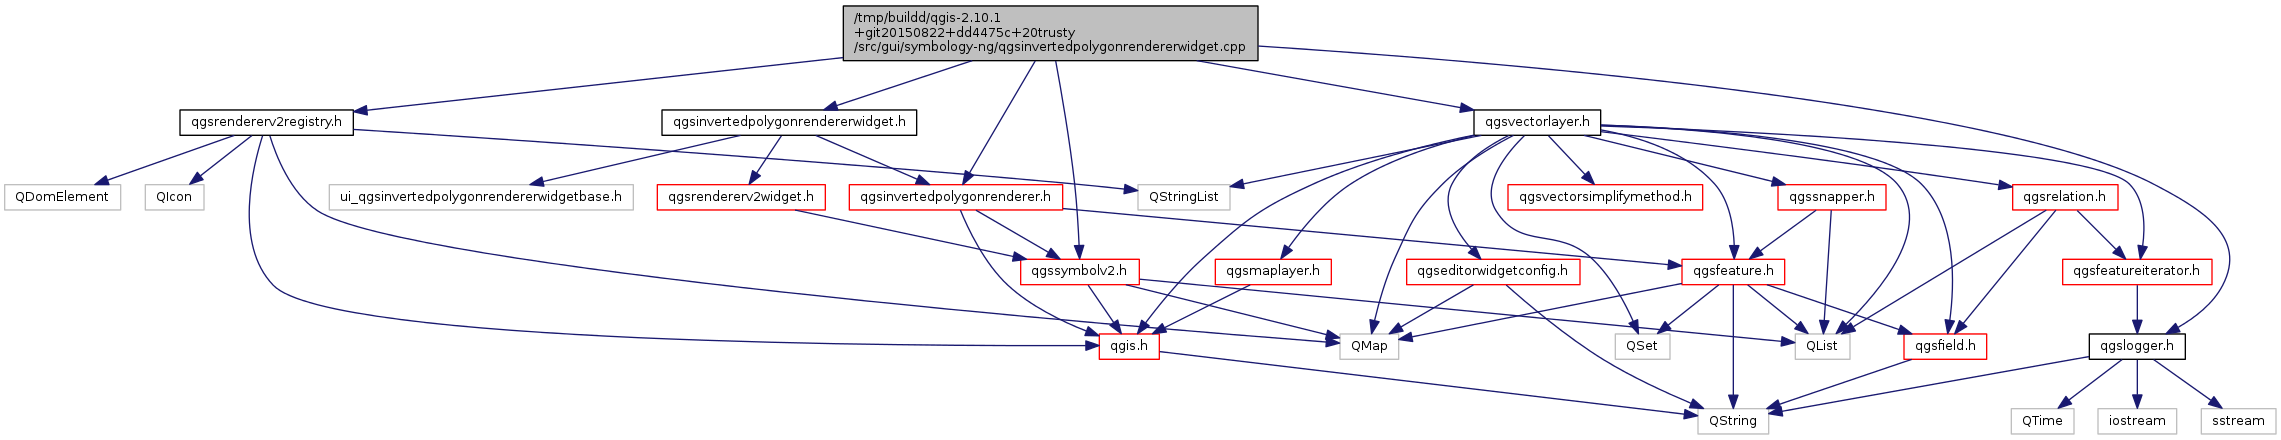 /tmp/buildd/qgis-2.10.1
+git20150822+dd4475c+20trusty
/src/gui/symbology-ng/qgsinvertedpolygonrendererwidget.cpp
qgsrendererv2registry.h
qgsinvertedpolygonrendererwidget.h
qgsvectorlayer.h
QDomElement
QIcon
ui_qgsinvertedpolygonrendererwidgetbase.h
qgsrendererv2widget.h
qgsinvertedpolygonrenderer.h
QStringList
qgsvectorsimplifymethod.h
qgssnapper.h
qgsrelation.h
qgssymbolv2.h
qgsmaplayer.h
qgseditorwidgetconfig.h
qgsfeature.h
qgsfeatureiterator.h
qgis.h
QMap
QSet
QList
qgsfield.h
qgslogger.h
QString
QTime
iostream
sstream